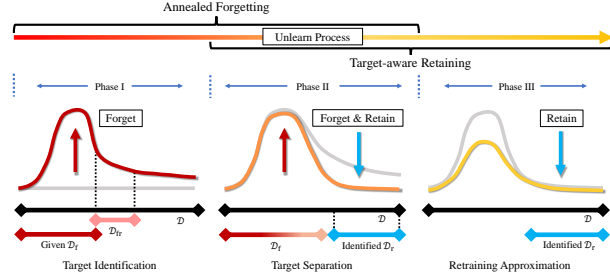 Annealed Forgetting
Unlearn Process
Target-aware Retaining
Phase I
Phase II
Phase III
Forget
Forget & Retain
Retain
𝒟
𝒟
𝒟
Given 𝒟f
𝒟fr
𝒟f
Identified 𝒟r
Identified 𝒟r
Target Identification
Target Separation
Retraining Approximation